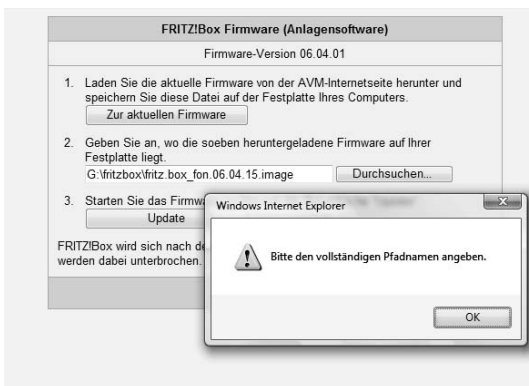 FRITZ!Box Firmware (Anlagensoftware)
Firmware-Version 06.04.01
1. Laden Sie die aktuelle Firmware von der AVM-Internetseite herunter und
speichern Sie diese Datei auf der Festplatte Ihres Computers.
Zur aktuellen Firmware
2. Geben Sie an, wo die soeben heruntergeladene Firmware auf Ihrer
Festplatte liegt.
G:\fritzbox\fritz.box_fon.06.04.15.image Durchsuchen...
3. Starten Sie das Firmwa
Update
FRITZ!Box wird sich nach de
werden dabei unterbrochen.
Windows Internet Explorer
Bitte den vollständigen Pfadnamen angeben.
OK